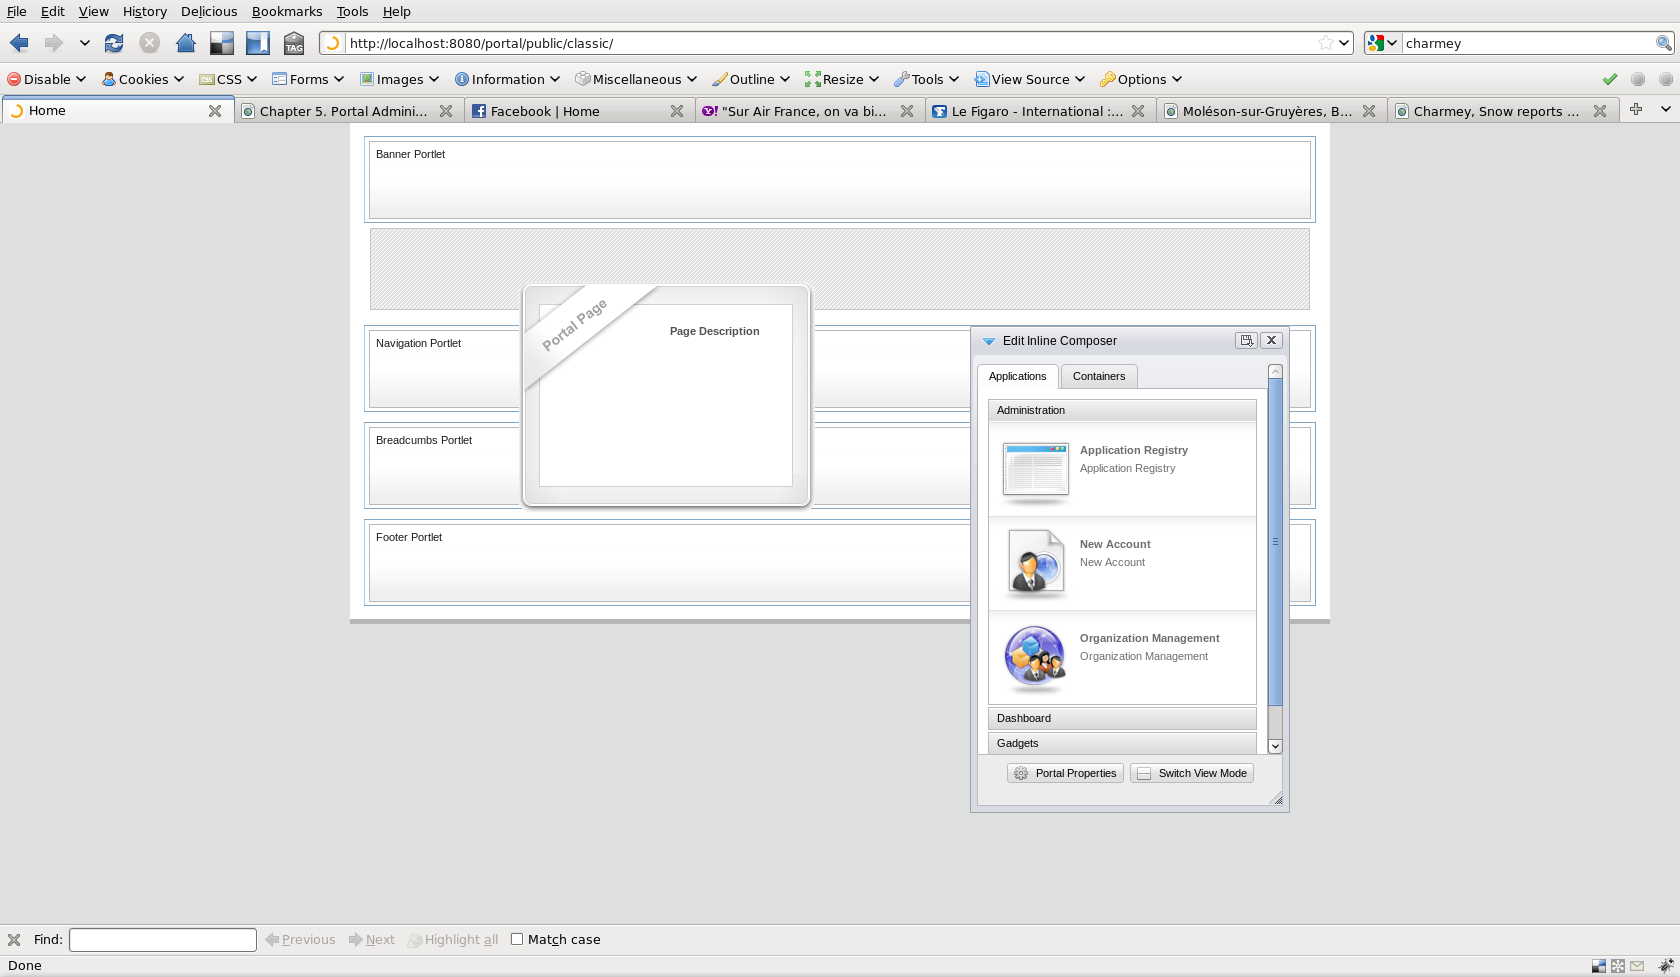 File Edit View History Delicious Bookmarks Tools Help
TAG http://localhost:8080/portal/public/classic/ charmey
Disable Cookies CSS Forms Images Information Miscellaneous Outline Resize Tools View Source Options
Home Chapter 5. Portal Admini... Facebook | Home "Sur Air France, on va bi... Le Figaro - International :... Moléson-sur-Gruyères, B... Charmey, Snow reports ...
Banner Portlet
Portal Page
Page Description
Navigation Portlet
Breadcumbs Portlet
Footer Portlet
Edit Inline Composer
Applications Containers
Administration
Application Registry
Application Registry
New Account
New Account
Organization Management
Organization Management
Dashboard
Gadgets
Portal Properties Switch View Mode
Find: Previous Next Highlight all Match case
Done